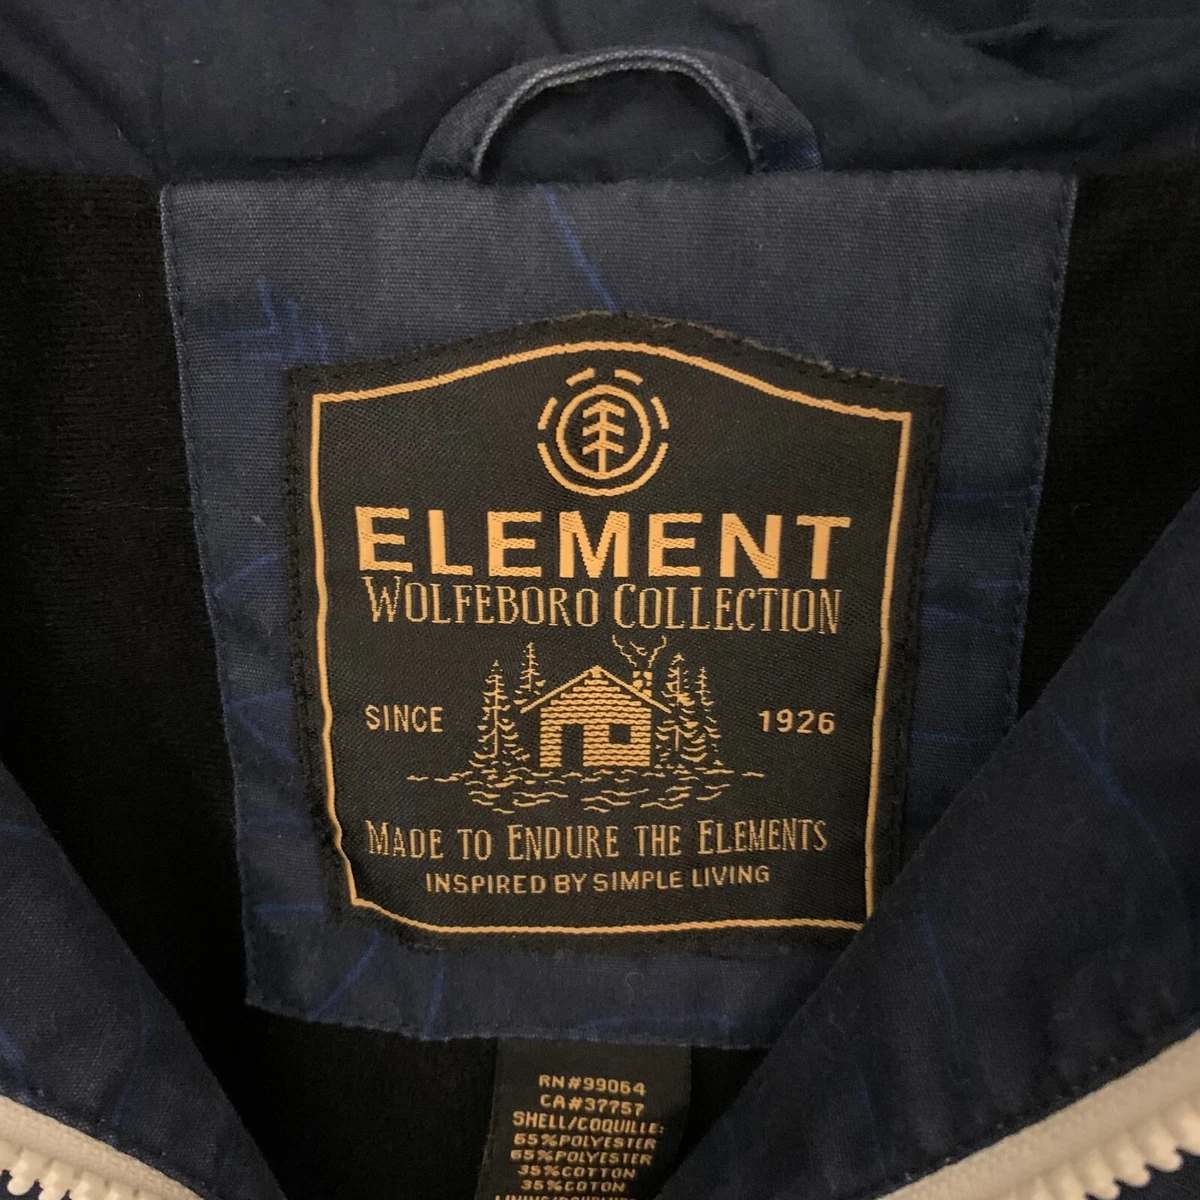 ELEMENT
WOLFEBORO COLLECTION
SINCE 1926
MADE TO ENDURE THE ELEMENTS
INSPIRED BY SIMPLE LIVING
RN#99064
CA#37757
SHELL/COQUILLE:
65%POLYESTER
65%POLYESTER
35%COTTON
35%COTON